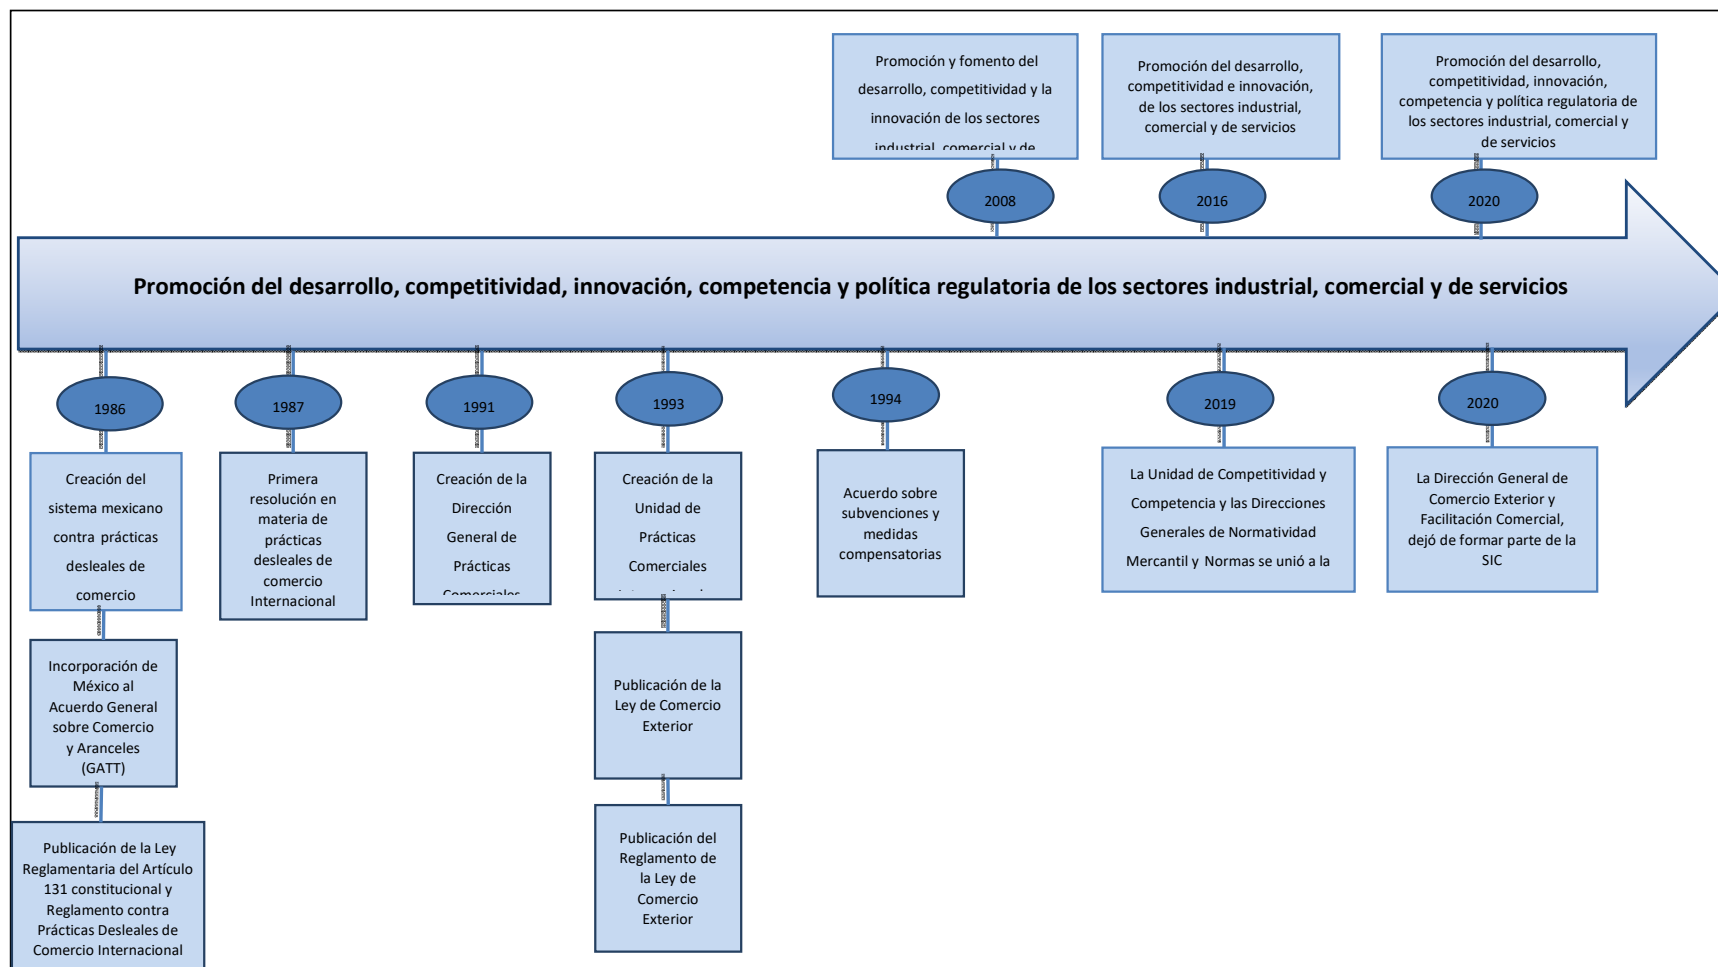 Promoción y fomento del
desarrollo, competitividad y la
innovación de los sectores
industrial, comercial y de
2008
Promoción del desarrollo,
competitividad e innovación,
de los sectores industrial,
comercial y de servicios
2016
Promoción del desarrollo,
competitividad, innovación,
competencia y política regulatoria de
los sectores industrial, comercial y
de servicios
2020
Promoción del desarrollo, competitividad, innovación, competencia y política regulatoria de los sectores industrial, comercial y de servicios
1986
Creación del
sistema mexicano
contra prácticas
desleales de
comercio
Incorporación de
México al
Acuerdo General
sobre Comercio
y Aranceles
(GATT)
Publicación de la Ley
Reglamentaria del Artículo
131 constitucional y
Reglamento contra
Prácticas Desleales de
Comercio Internacional
1987
Primera
resolución en
materia de
prácticas
desleales de
comercio
Internacional
1991
Creación de la
Dirección
General de
Prácticas
Comerciales
1993
Creación de la
Unidad de
Prácticas
Comerciales
Publicación de la
Ley de Comercio
Exterior
Publicación del
Reglamento de
la Ley de
Comercio
Exterior
1994
Acuerdo sobre
subvenciones y
medidas
compensatorias
2019
La Unidad de Competitividad y
Competencia y las Direcciones
Generales de Normatividad
Mercantil y Normas se unió a la
2020
La Dirección General de
Comercio Exterior y
Facilitación Comercial,
dejó de formar parte de la
SIC